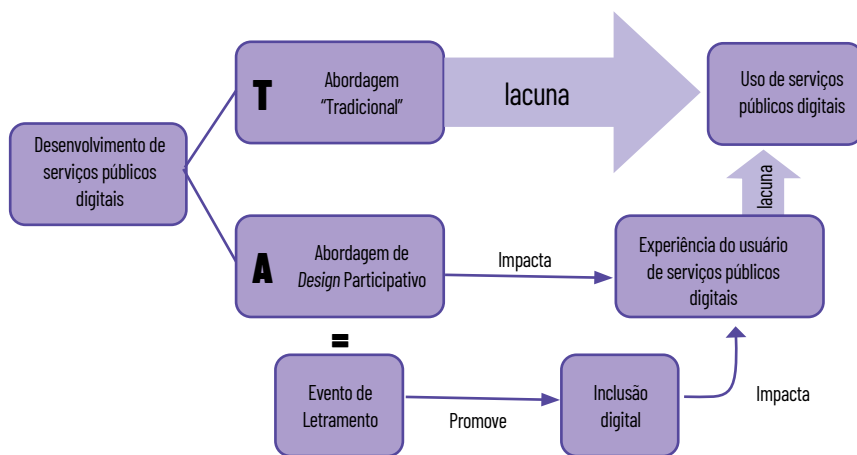 Desenvolvimento de
serviços públicos
digitais
T
Abordagem
“Tradicional”
lacuna
Uso de serviços
públicos digitais
lacuna
A
Abordagem de
Design Participativo
Impacta
Experiência do usuário
de serviços públicos
digitais
=
Evento de
Letramento
Promove
Inclusão
digital
Impacta